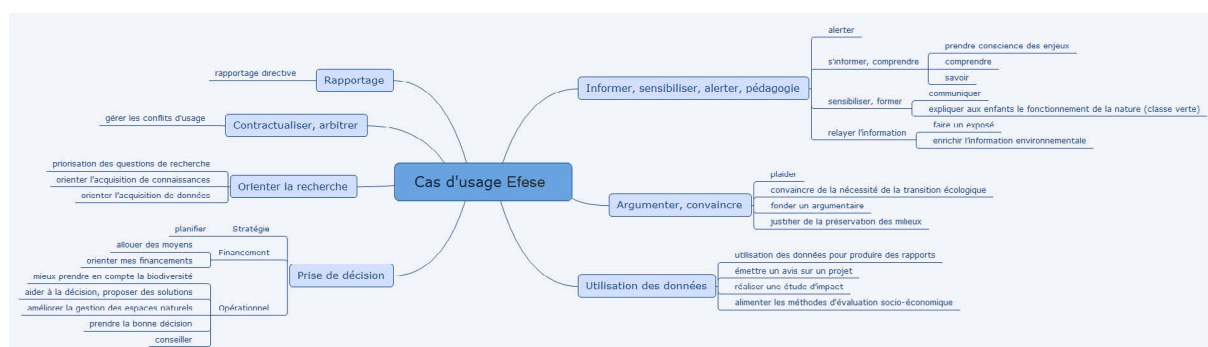 Cas d'usage Efese
Rapportage
rapportage directive
Contractualiser, arbitrer
gérer les conflits d'usage
Orienter la recherche
priorisation des questions de recherche
orienter l'acquisition de connaissances
orienter l'acquisition de données
Prise de décision
Stratégie
planifier
Financement
allouer des moyens
orienter mes financements
Opérationnel
mieux prendre en compte la biodiversité
aider à la décision, proposer des solutions
améliorer la gestion des espaces naturels
prendre la bonne décision
conseiller
Informer, sensibiliser, alerter, pédagogie
alerter
s'informer, comprendre
prendre conscience des enjeux
comprendre
savoir
sensibiliser, former
communiquer
expliquer aux enfants le fonctionnement de la nature (classe verte)
relayer l'information
faire un exposé
enrichir l'information environnementale
Argumenter, convaincre
plaider
convaincre de la nécessité de la transition écologique
fonder un argumentaire
justifier de la préservation des milieux
Utilisation des données
utilisation des données pour produire des rapports
émettre un avis sur un projet
réaliser une étude d'impact
alimenter les méthodes d'évaluation socio-économique